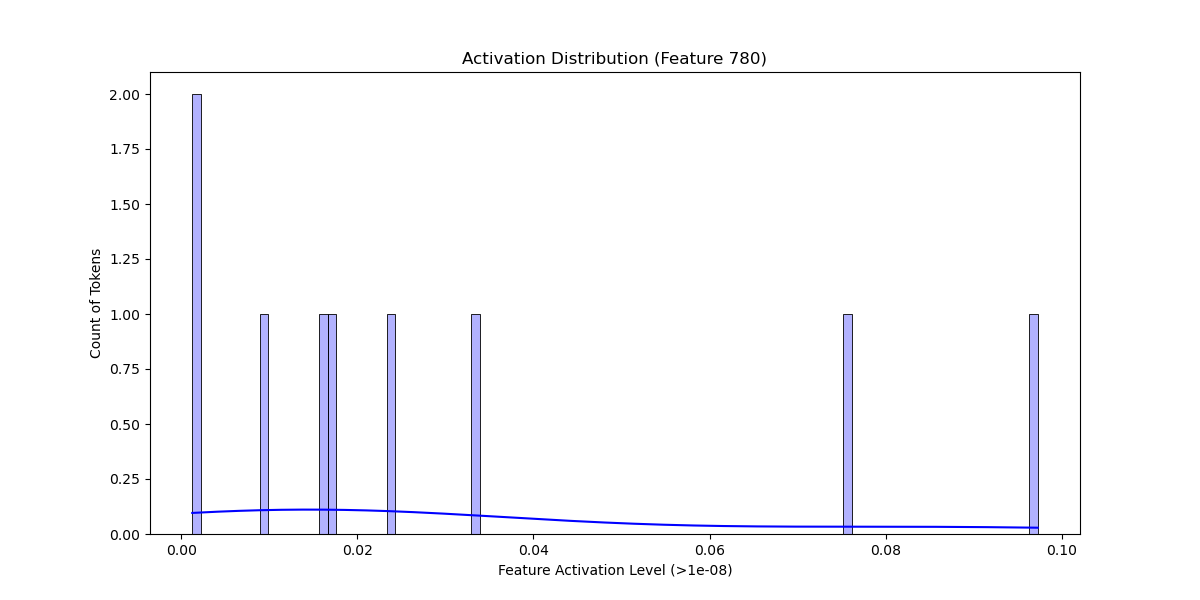 Activation Distribution (Feature 780)
2.00
1.75
1.50
1.25
1.00
0.75
0.50
0.25
0.00
Count of Tokens
0.00 0.02 0.04 0.06 0.08 0.10
Feature Activation Level (>1e-08)